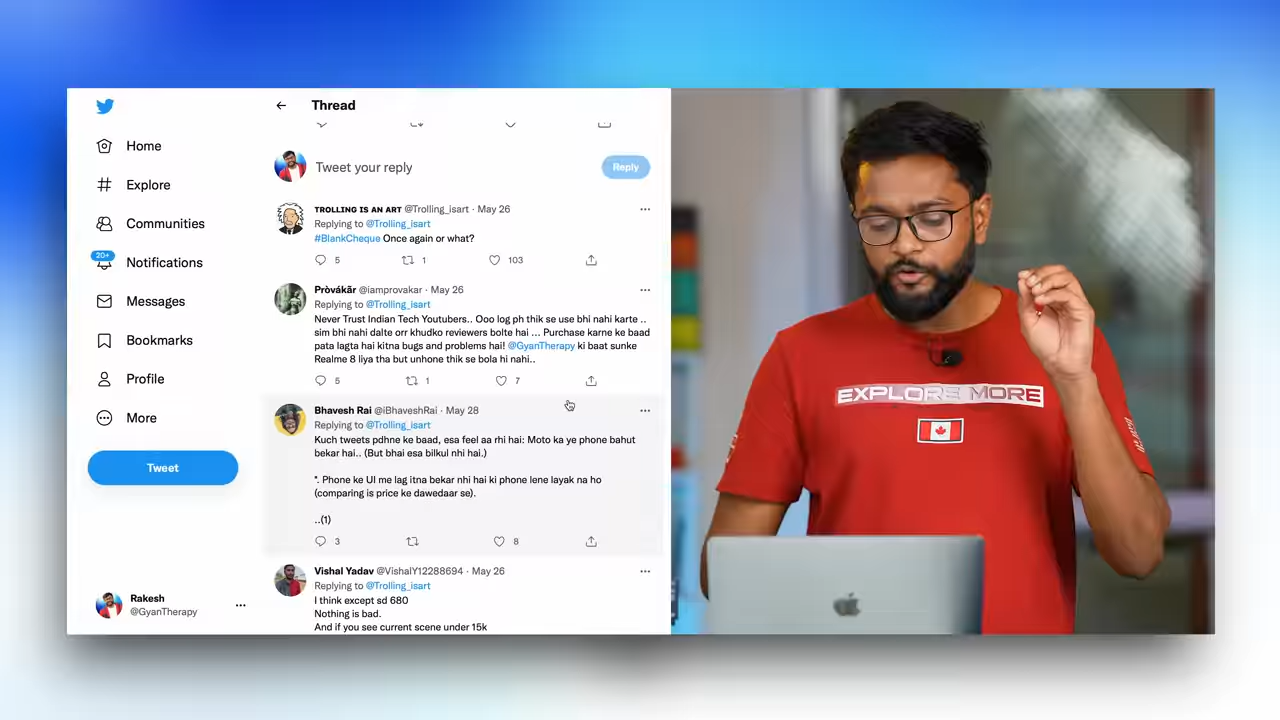 Thread
Home
Explore
Communities
20+
Notifications
Messages
Bookmarks
Profile
More
Tweet
Rakesh
@GyanTherapy
Tweet your reply
Reply
TROLLING IS AN ART @Trolling_isart · May 26
Replying to @Trolling_isart
#BlankCheque Once again or what?
5 1 103
Pròvákãr @iamprovakar · May 26
Replying to @Trolling_isart
Never Trust Indian Tech Youtubers.. Ooo log ph thik se use bhi nahi karte ..
sim bhi nahi dalte orr khudko reviewers bolte hai ... Purchase karne ke baad
pata lagta hai kitna bugs and problems hai! @GyanTherapy ki baat sunke
Realme 8 liya tha but unhone thik se bola hi nahi..
5 1 7
Bhavesh Rai @iBhaveshRai · May 28
Replying to @Trolling_isart
Kuch tweets pdhne ke baad, esa feel aa rhi hai: Moto ka ye phone bahut
bekar hai.. (But bhai esa bilkul nhi hai.)
*. Phone ke UI me lag itna bekar nhi hai ki phone lene layak na ho
(comparing is price ke dawedaar se).
..(1)
3 8
Vishal Yadav @VishalY12288694 · May 26
Replying to @Trolling_isart
I think except sd 680
Nothing is bad.
And if you see current scene under 15k
EXPLORE MORE